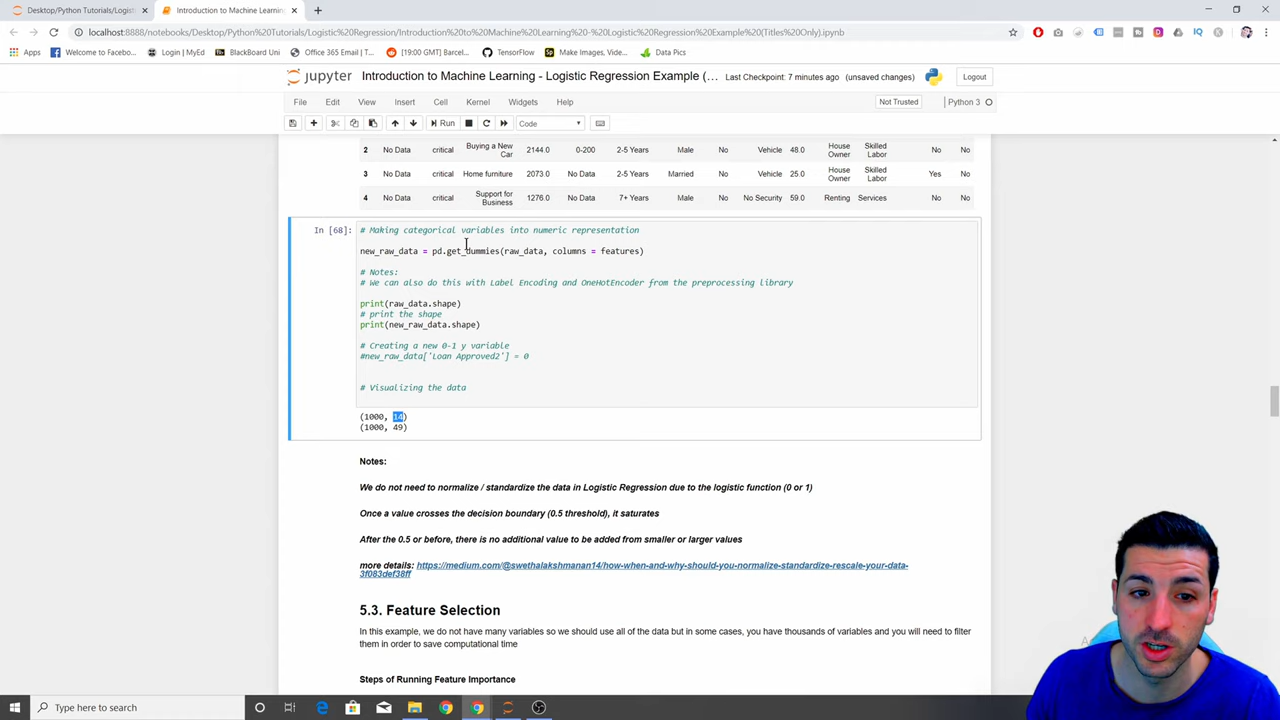 Desktop/Python Tutorials/Logist
Introduction to Machine Learning
localhost:8888/notebooks/Desktop/Python%20Tutorials/Logistic%20Regression/Introduction%20to%20Machine%20Learning%20-%20Logistic%20Regression%20Example%20(Titles%20Only).ipynb
Apps Welcome to Facebo... Login | MyEd BlackBoard Uni Office 365 Email | T... [19:00 GMT] Barcel... TensorFlow Make Images, Video... Data Pics
jupyter Introduction to Machine Learning - Logistic Regression Example (... Last Checkpoint: 7 minutes ago (unsaved changes) Logout
File Edit View Insert Cell Kernel Widgets Help Not Trusted Python 3
Run Code
2 No Data critical Buying a New Car 2144.0 0-200 2-5 Years Male No Vehicle 48.0 House Owner Skilled Labor No No
3 No Data critical Home furniture 2073.0 No Data 2-5 Years Married No Vehicle 25.0 House Owner Skilled Labor Yes No
4 No Data critical Support for Business 1276.0 No Data 7+ Years Male No No Security 59.0 Renting Services No No
In [68]: # Making categorical variables into numeric representation
new_raw_data = pd.get_dummies(raw_data, columns = features)
# Notes:
# We can also do this with Label Encoding and OneHotEncoder from the preprocessing library
print(raw_data.shape)
# print the shape
print(new_raw_data.shape)
# Creating a new 0-1 y variable
#new_raw_data['Loan Approved2'] = 0
# Visualizing the data
(1000, 14)
(1000, 49)
Notes:
We do not need to normalize / standardize the data in Logistic Regression due to the logistic function (0 or 1)
Once a value crosses the decision boundary (0.5 threshold), it saturates
After the 0.5 or before, there is no additional value to be added from smaller or larger values
more details: https://medium.com/@swethalakshmanan14/how-when-and-why-should-you-normalize-standardize-rescale-your-data-
3f083def38ff
5.3. Feature Selection
In this example, we do not have many variables so we should use all of the data but in some cases, you have thousands of variables and you will need to filter
them in order to save computational time
Steps of Running Feature Importance
Type here to search